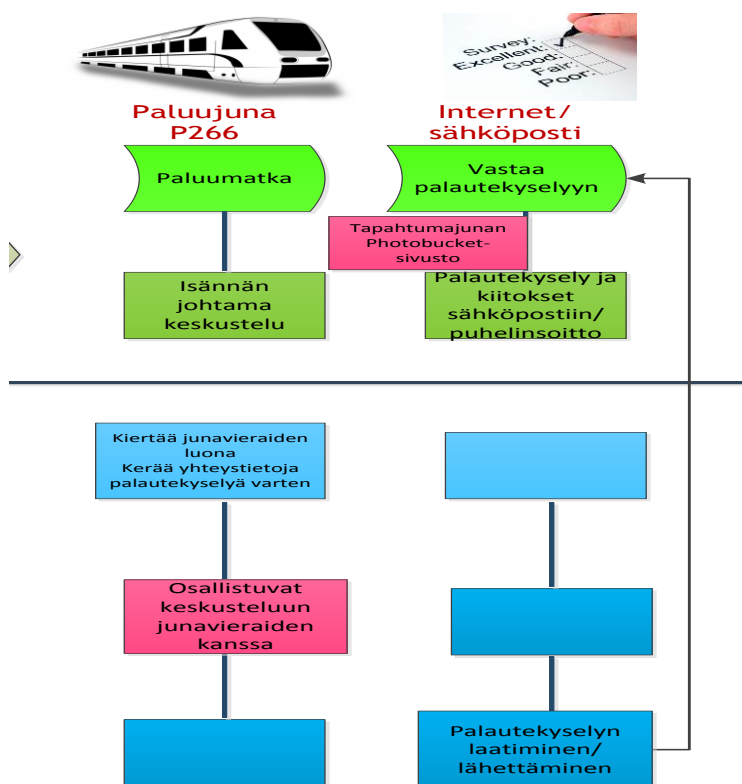 Survey:
Excellent:
Good:
Fair:
Poor:
Paluujuna
P266
Internet/
sähköposti
Paluumatka
Vastaa
palautekyselyyn
Tapahtumajunan
Photobucket-
sivusto
Isännän
johtama
keskustelu
Palautekysely ja
kiitokset
sähköpostiin/
puhelinsoitto
Kiertää junavieraiden
luona
Kerää yhteystietoja
palautekyselyä varten
Osallistuvat
keskusteluun
junavieraiden
kanssa
Palautekyselyn
laatiminen/
lähettäminen